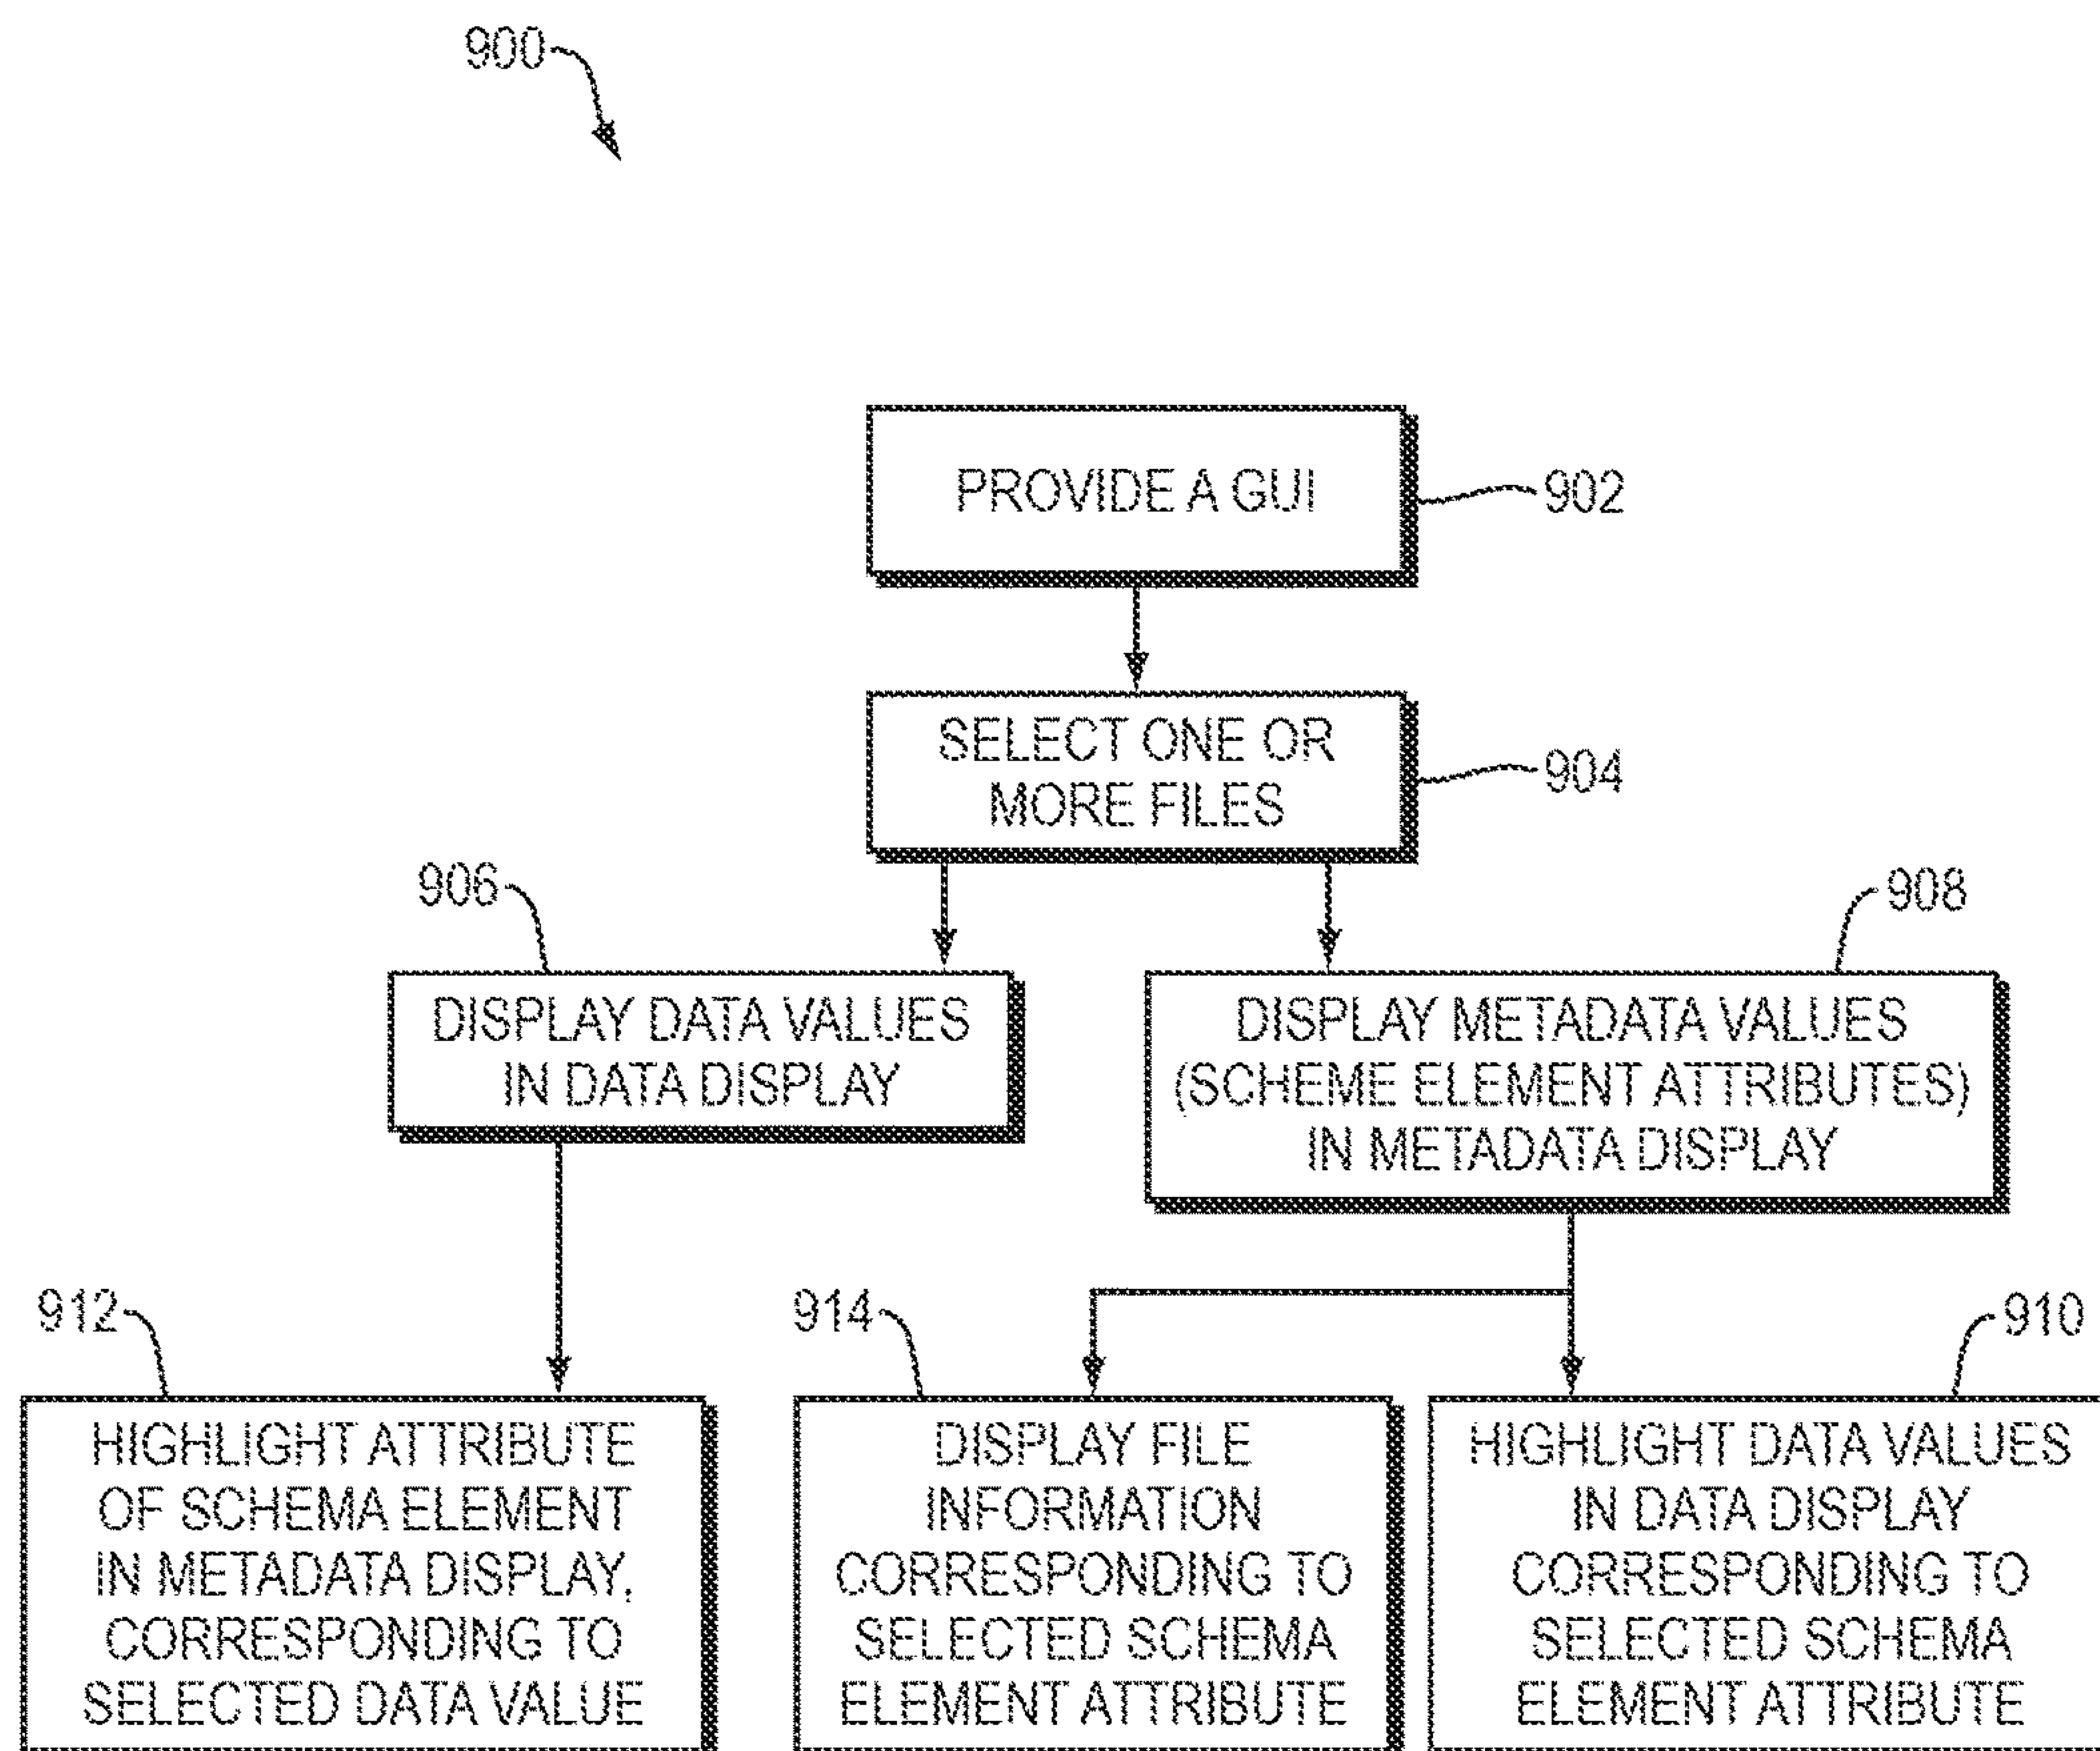 900
PROVIDE A GUI
902
SELECT ONE OR
MORE FILES
904
906
908
DISPLAY DATA VALUES
IN DATA DISPLAY
DISPLAY METADATA VALUES
(SCHEME ELEMENT ATTRIBUTES)
IN METADATA DISPLAY
912
914
910
HIGHLIGHT ATTRIBUTE
OF SCHEMA ELEMENT
IN METADATA DISPLAY,
CORRESPONDING TO
SELECTED DATA VALUE
DISPLAY FILE
INFORMATION
CORRESPONDING TO
SELECTED SCHEMA
ELEMENT ATTRIBUTE
HIGHLIGHT DATA VALUES
IN DATA DISPLAY
CORRESPONDING TO
SELECTED SCHEMA
ELEMENT ATTRIBUTE